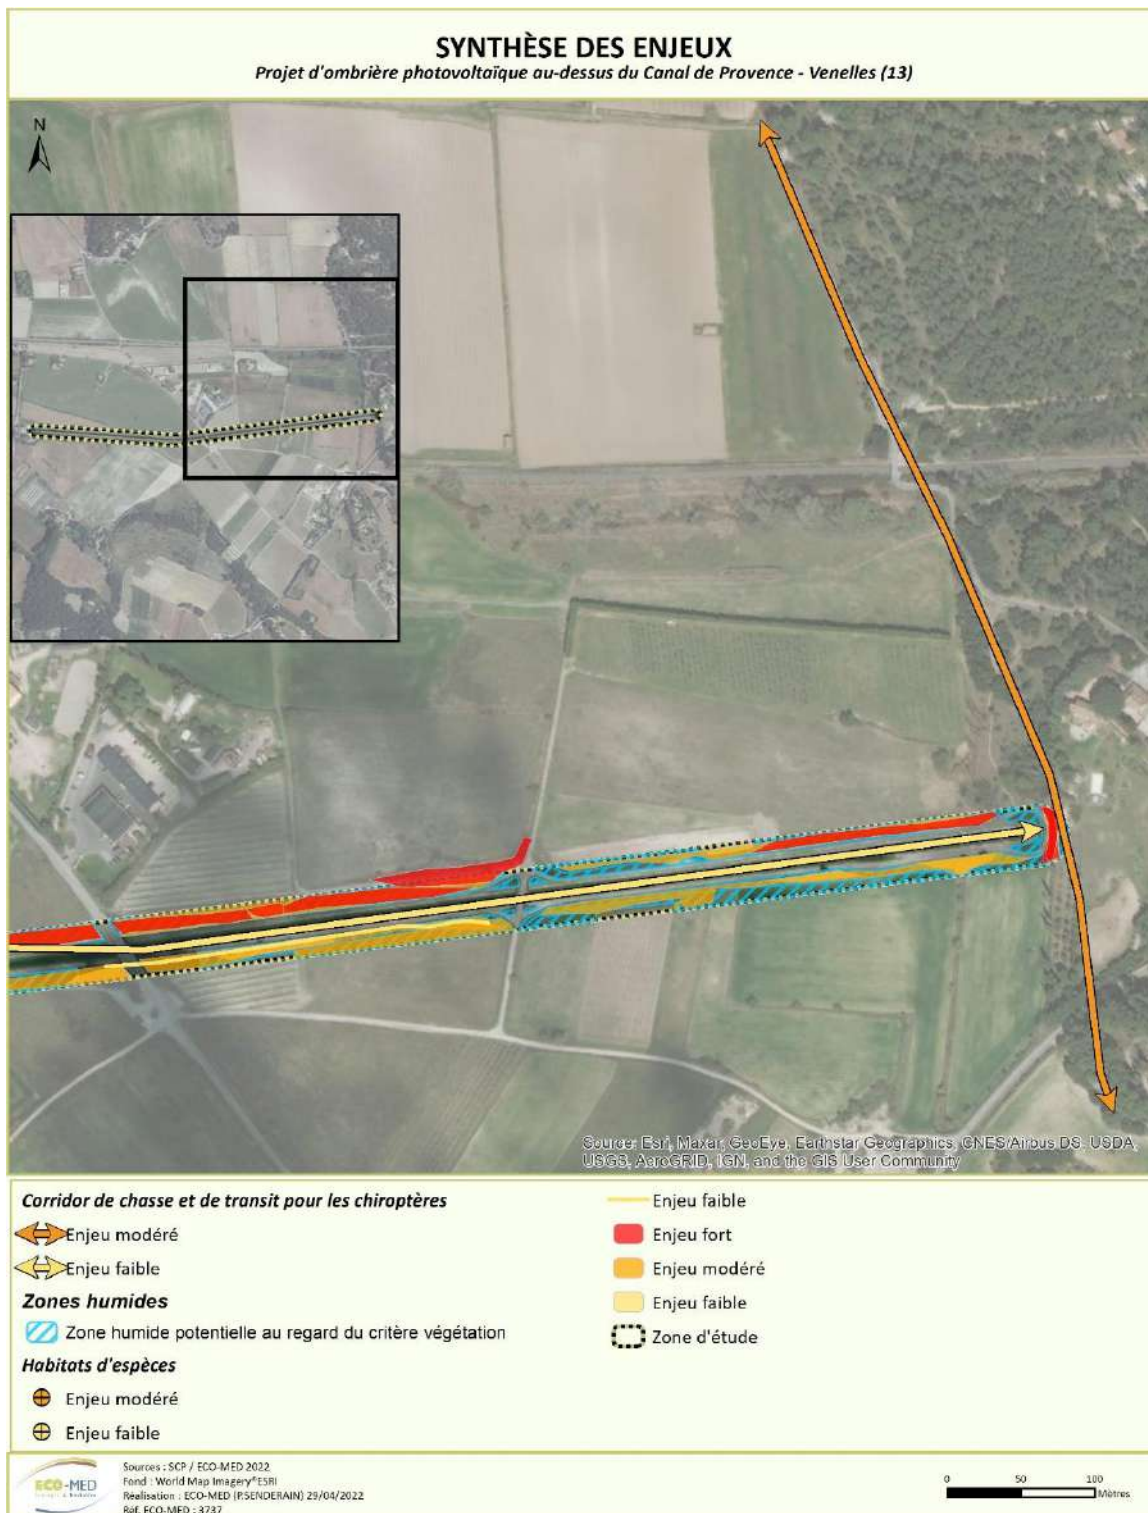 SYNTHÈSE DES ENJEUX
Projet d'ombrière photovoltaïque au-dessus du Canal de Provence - Venelles (13)
N
Source: Esri, Maxar, GeoEye, Earthstar Geographics, CNES/Airbus DS, USDA,
USGS, AeroGRID, IGN, and the GIS User Community
Corridor de chasse et de transit pour les chiroptères
Enjeu modéré
Enjeu faible
Zones humides
Zone humide potentielle au regard du critère végétation
Habitats d'espèces
Enjeu modéré
Enjeu faible
Enjeu faible
Enjeu fort
Enjeu modéré
Enjeu faible
Zone d'étude
ECO-MED
Sources : SCP / ECO-MED 2022
Fond : World Map Imagery®ESRI
Réalisation : ECO-MED (P.SENDERAIN) 29/04/2022
Réf. ECO-MED : 3737
0 50 100
Mètres